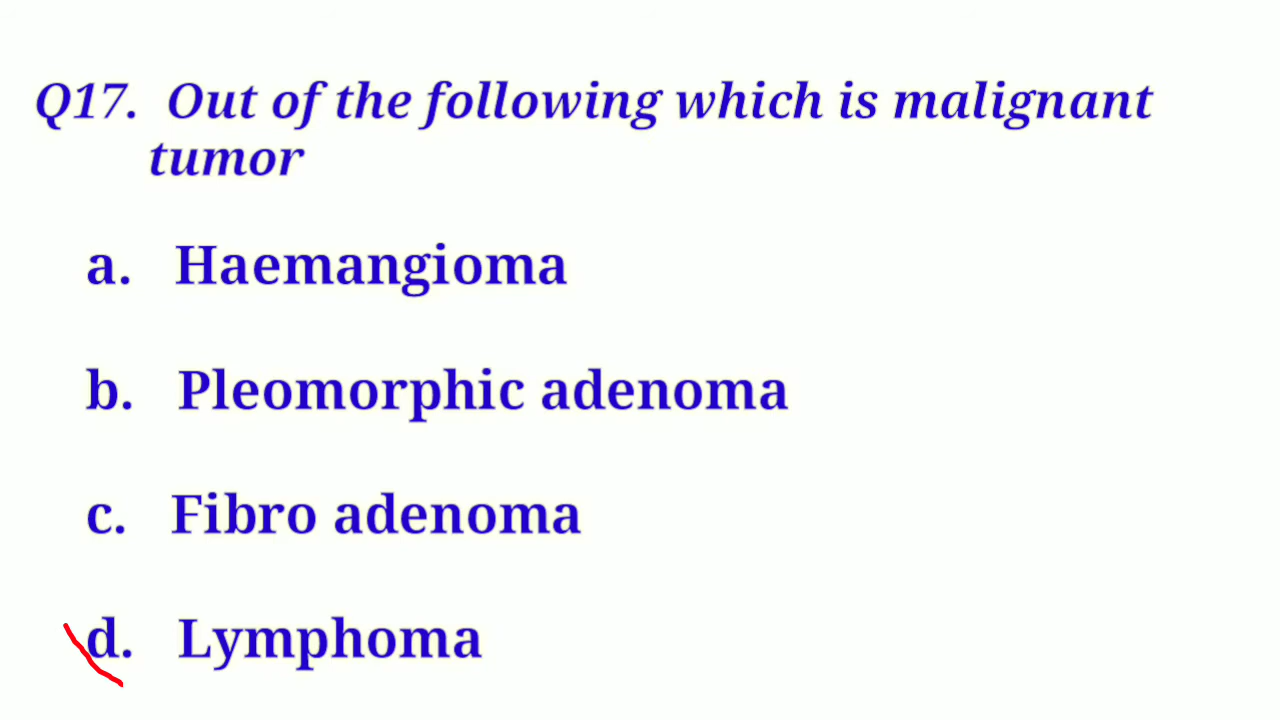 Q17. Out of the following which is malignant
tumor
a. Haemangioma
b. Pleomorphic adenoma
c. Fibro adenoma
d. Lymphoma